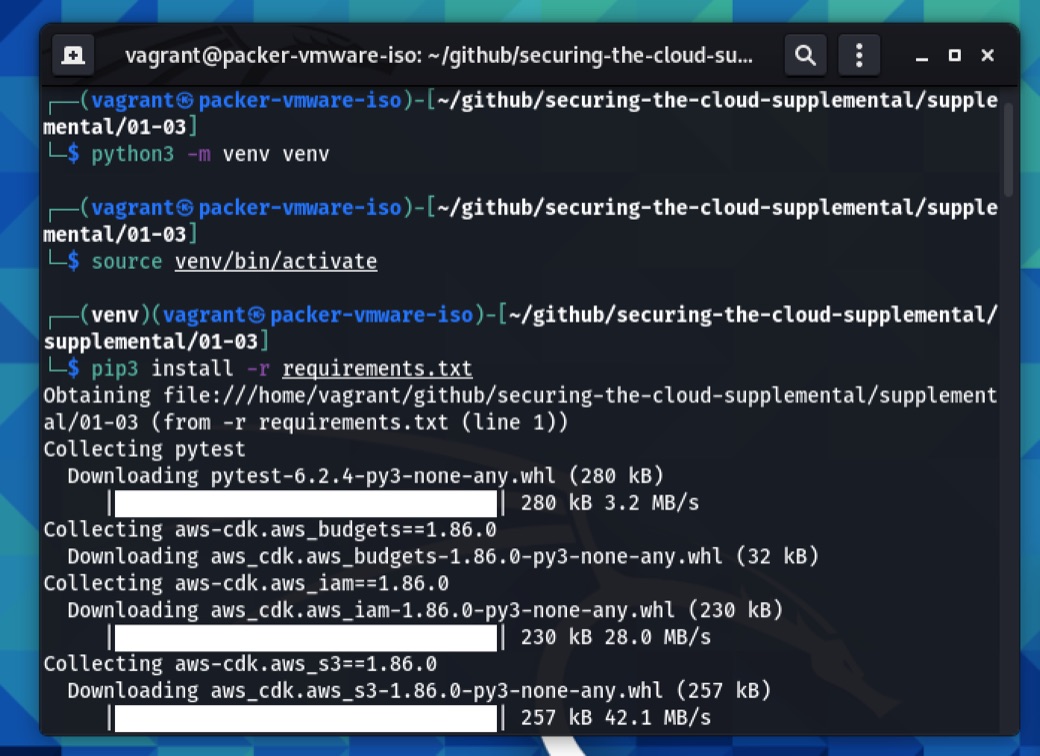 vagrant@packer-vmware-iso: ~/github/securing-the-cloud-su...
┌──(vagrant㉿packer-vmware-iso)-[~/github/securing-the-cloud-supplemental/supple
mental/01-03]
└─$ python3 -m venv venv
┌──(vagrant㉿packer-vmware-iso)-[~/github/securing-the-cloud-supplemental/supple
mental/01-03]
└─$ source venv/bin/activate
┌──(venv)(vagrant㉿packer-vmware-iso)-[~/github/securing-the-cloud-supplemental/
supplemental/01-03]
└─$ pip3 install -r requirements.txt
Obtaining file:///home/vagrant/github/securing-the-cloud-supplemental/supplement
al/01-03 (from -r requirements.txt (line 1))
Collecting pytest
  Downloading pytest-6.2.4-py3-none-any.whl (280 kB)
     |████████████████████████████████| 280 kB 3.2 MB/s
Collecting aws-cdk.aws_budgets==1.86.0
  Downloading aws_cdk.aws_budgets-1.86.0-py3-none-any.whl (32 kB)
Collecting aws-cdk.aws_iam==1.86.0
  Downloading aws_cdk.aws_iam-1.86.0-py3-none-any.whl (230 kB)
     |████████████████████████████████| 230 kB 28.0 MB/s
Collecting aws-cdk.aws_s3==1.86.0
  Downloading aws_cdk.aws_s3-1.86.0-py3-none-any.whl (257 kB)
     |████████████████████████████████| 257 kB 42.1 MB/s